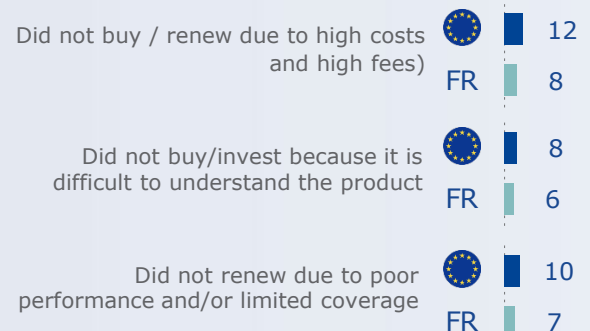 Did not buy / renew due to high costs
and high fees)
12
FR 8
Did not buy/invest because it is
difficult to understand the product
8
FR 6
Did not renew due to poor
performance and/or limited coverage
10
FR 7